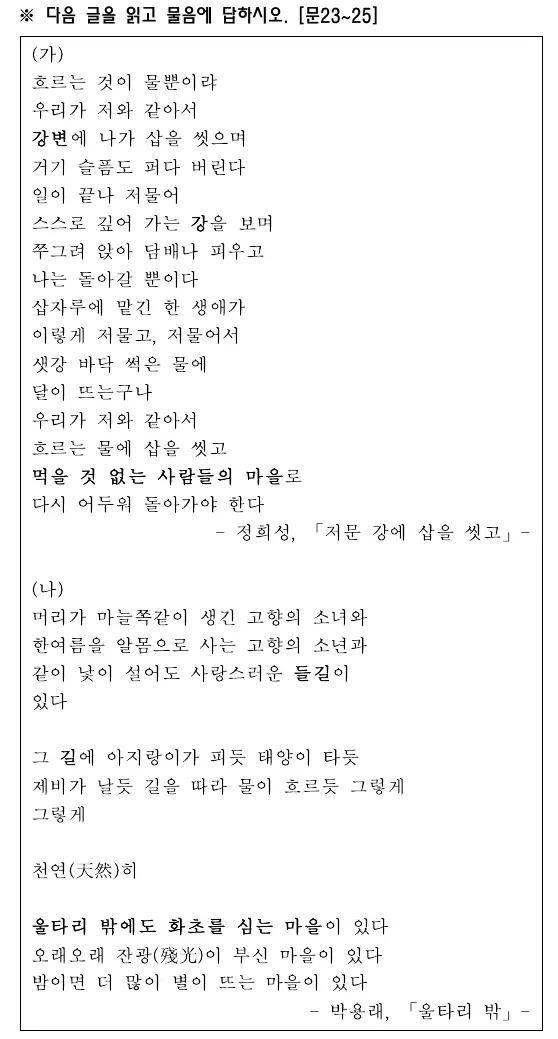 ※ 다음 글을 읽고 물음에 답하시오. [문23~25]
(가)
흐르는 것이 물뿐이랴
우리가 저와 같아서
강변에 나가 삽을 씻으며
거기 슬픔도 퍼다 버린다
일이 끝나 저물어
스스로 깊어 가는 강을 보며
쭈그려 앉아 담배나 피우고
나는 돌아갈 뿐이다
삽자루에 맡긴 한 생애가
이렇게 저물고, 저물어서
샛강 바닥 썩은 물에
달이 뜨는구나
우리가 저와 같아서
흐르는 물에 삽을 씻고
먹을 것 없는 사람들의 마을로
다시 어두워 돌아가야 한다
- 정희성, 「저문 강에 삽을 씻고」-
(나)
머리가 마늘쪽같이 생긴 고향의 소녀와
한여름을 알몸으로 사는 고향의 소년과
같이 낯이 설어도 사랑스러운 들길이
있다
그 길에 아지랑이가 피듯 태양이 타듯
제비가 날듯 길을 따라 물이 흐르듯 그렇게
그렇게
천연(天然)히
울타리 밖에도 화초를 심는 마을이 있다
오래오래 잔광(殘光)이 부신 마을이 있다
밤이면 더 많이 별이 뜨는 마을이 있다
- 박용래, 「울타리 밖」-